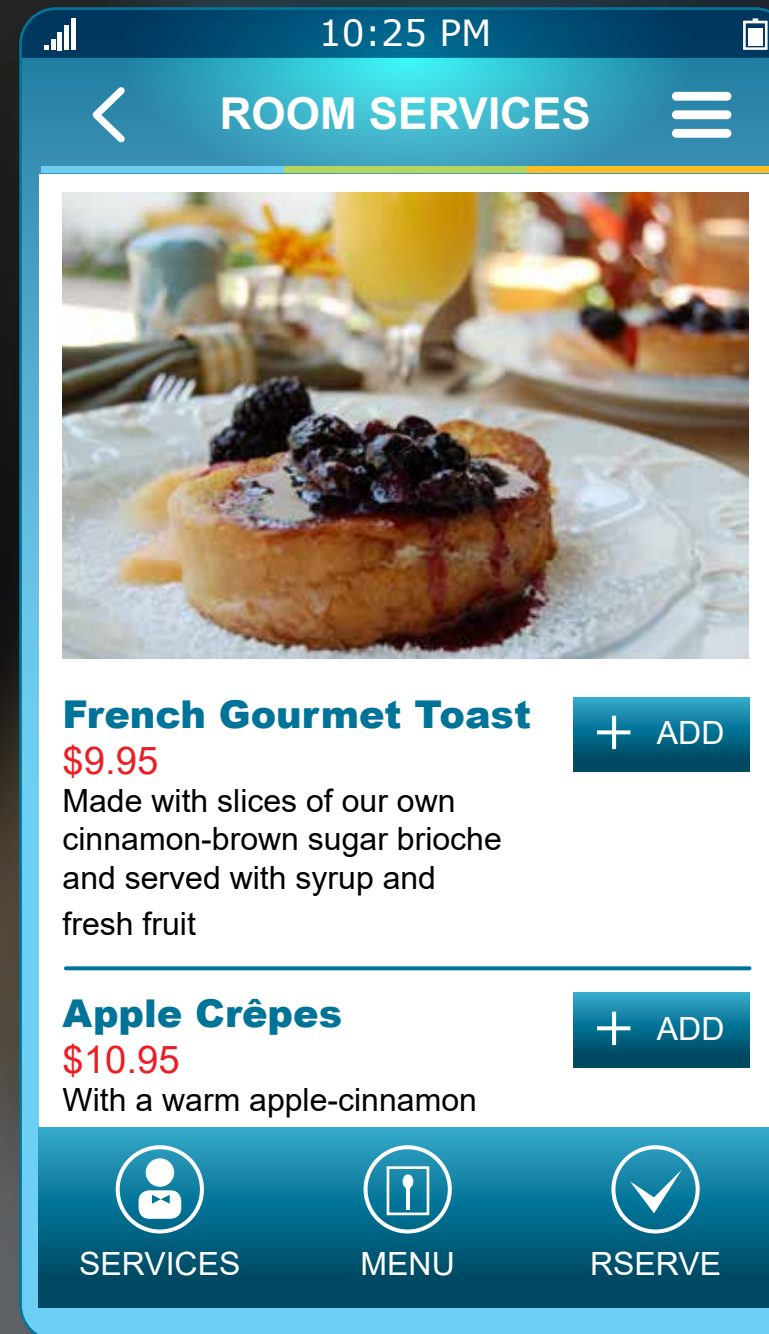 10:25 PM
ROOM SERVICES
French Gourmet Toast
+ ADD
$9.95
Made with slices of our own
cinnamon-brown sugar brioche
and served with syrup and
fresh fruit
Apple Crêpes
+ ADD
$10.95
With a warm apple-cinnamon
SERVICES
MENU
RSERVE